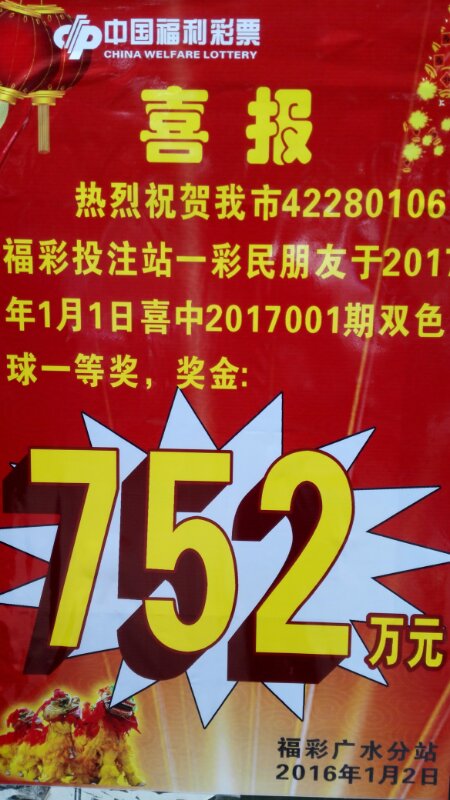 中国福利彩票
CHINA WELFARE LOTTERY
喜报
热烈祝贺我市42280106
福彩投注站一彩民朋友于2017
年1月1日喜中2017001期双色
球一等奖，奖金:
752万元
福彩广水分站
2016年1月2日